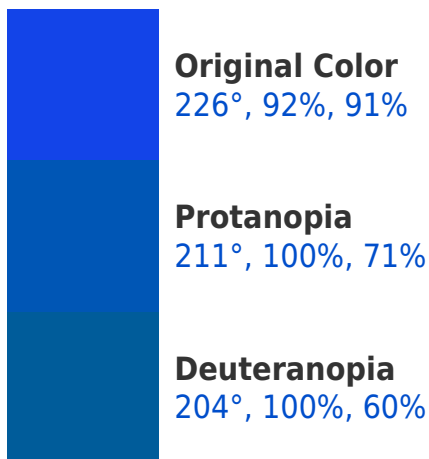 Original Color
226°, 92%, 91%
Protanopia
211°, 100%, 71%
Deuteranopia
204°, 100%, 60%